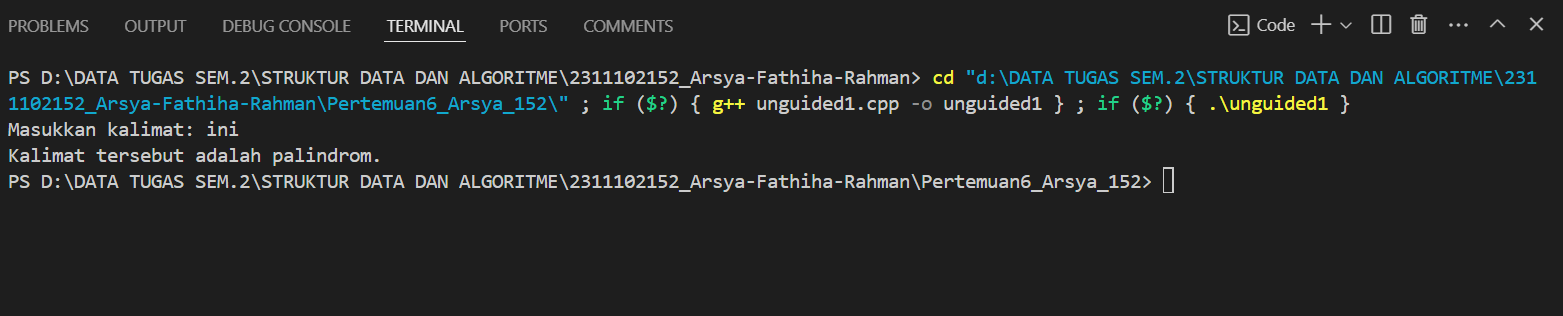 PROBLEMS OUTPUT DEBUG CONSOLE TERMINAL PORTS COMMENTS Code
PS D:\DATA TUGAS SEM.2\STRUKTUR DATA DAN ALGORITME\2311102152_Arsya-Fathiha-Rahman> cd "d:\DATA TUGAS SEM.2\STRUKTUR DATA DAN ALGORITME\231
1102152_Arsya-Fathiha-Rahman\Pertemuan6_Arsya_152\" ; if ($?) { g++ unguided1.cpp -o unguided1 } ; if ($?) { .\unguided1 }
Masukkan kalimat: ini
Kalimat tersebut adalah palindrom.
PS D:\DATA TUGAS SEM.2\STRUKTUR DATA DAN ALGORITME\2311102152_Arsya-Fathiha-Rahman\Pertemuan6_Arsya_152>